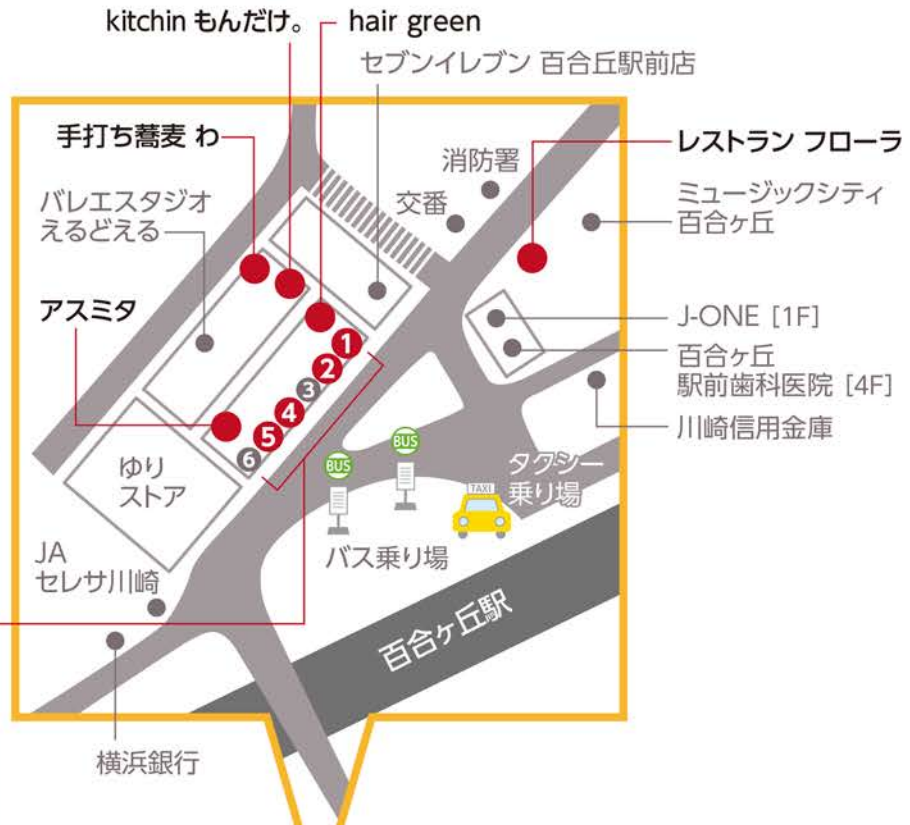 kitchin もんだけ。
hair green
セブンイレブン 百合丘駅前店
手打ち蕎麦 わ
レストラン フローラ
消防署
交番
バレエスタジオ
えるどえる
ミュージックシティ
百合ヶ丘
アスミタ
J-ONE [1F]
百合ヶ丘
駅前歯科医院 [4F]
川崎信用金庫
1
2
3
4
5
6
BUS
BUS
TAXI
タクシー
乗り場
ゆり
ストア
バス乗り場
JA
セレサ川崎
百合ヶ丘駅
横浜銀行